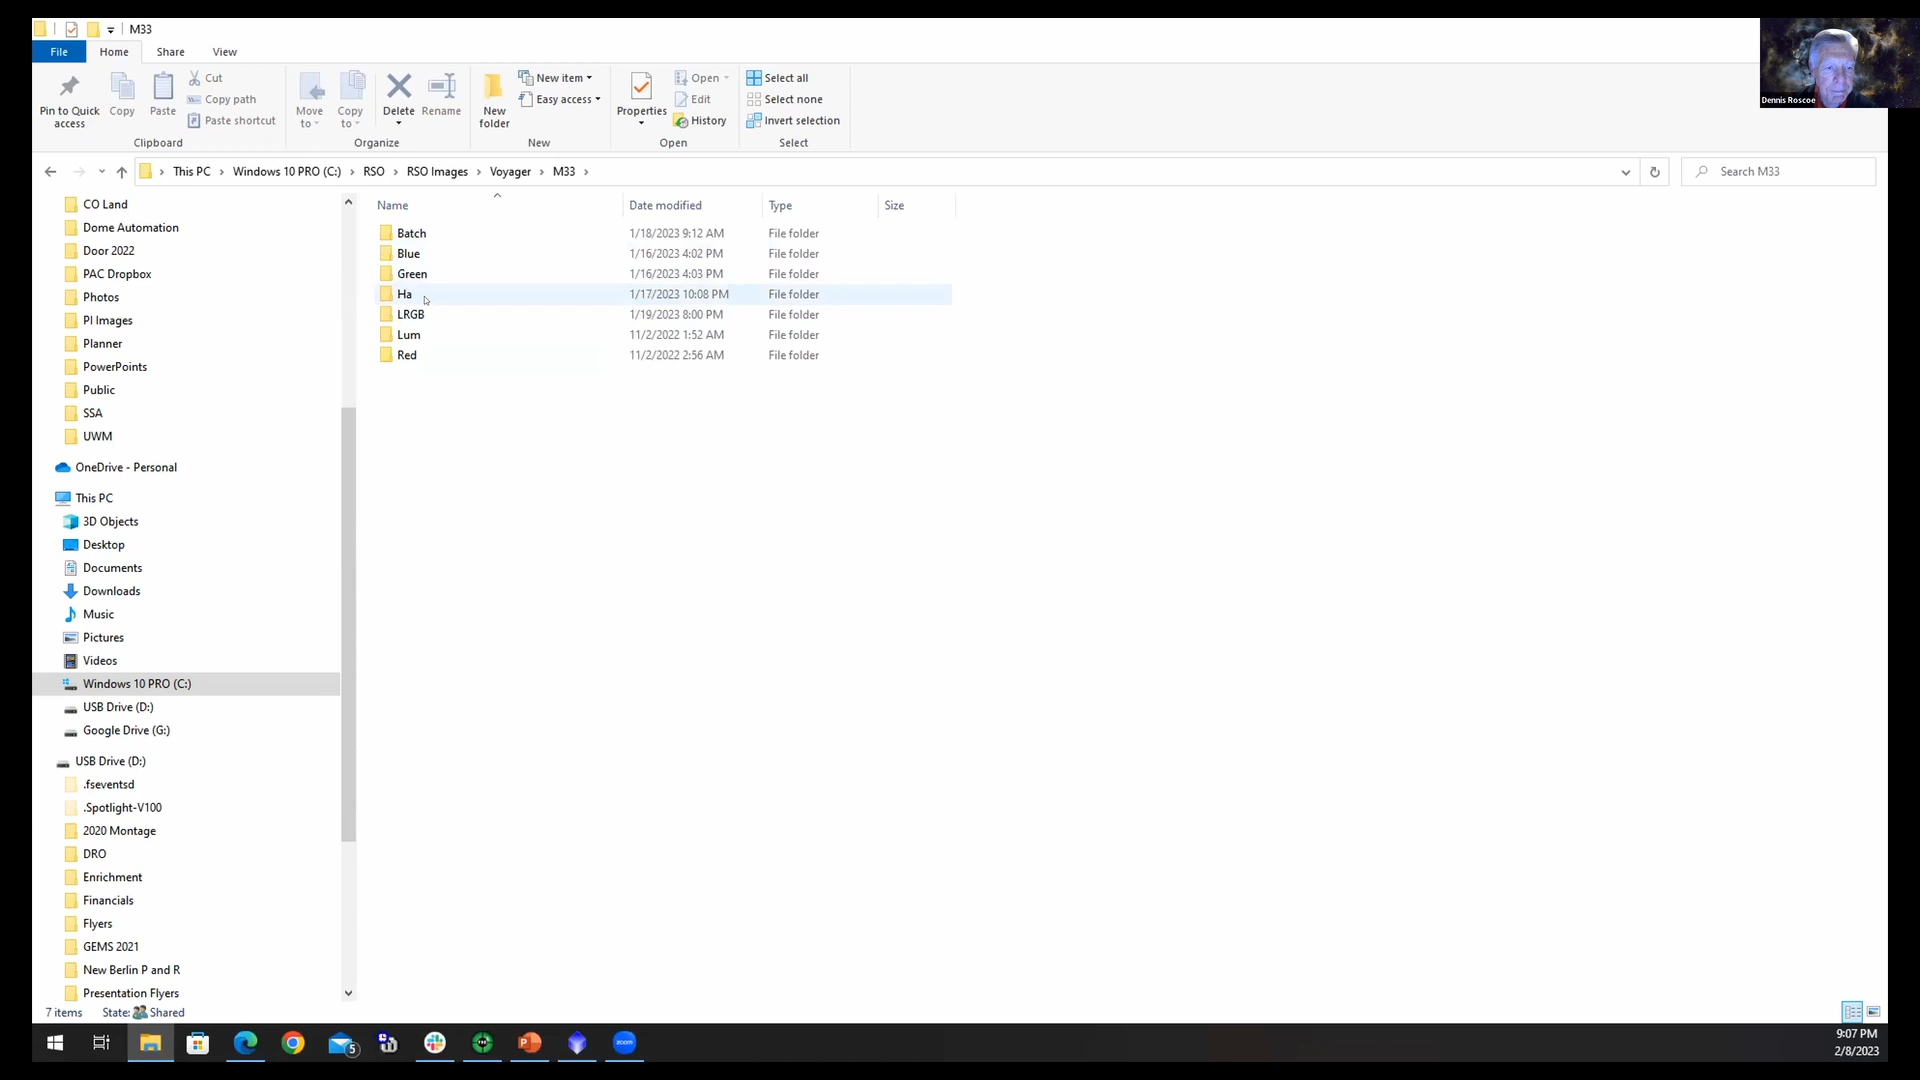 M33
File Home Share View
Pin to Quick access
Copy
Paste
Cut
Copy path
Paste shortcut
Clipboard
Move to
Copy to
Delete
Rename
Organize
New folder
New item
Easy access
New
Properties
Open
Edit
History
Open
Select all
Select none
Invert selection
Select
Dennis Roscoe
This PC > Windows 10 PRO (C:) > RSO > RSO Images > Voyager > M33 >
Search M33
CO Land
Dome Automation
Door 2022
PAC Dropbox
Photos
PI Images
Planner
PowerPoints
Public
SSA
UWM
OneDrive - Personal
This PC
3D Objects
Desktop
Documents
Downloads
Music
Pictures
Videos
Windows 10 PRO (C:)
USB Drive (D:)
Google Drive (G:)
USB Drive (D:)
.fseventsd
.Spotlight-V100
2020 Montage
DRO
Enrichment
Financials
Flyers
GEMS 2021
New Berlin P and R
Presentation Flyers
Name Date modified Type Size
Batch 1/18/2023 9:12 AM File folder
Blue 1/16/2023 4:02 PM File folder
Green 1/16/2023 4:03 PM File folder
Ha 1/17/2023 10:08 PM File folder
LRGB 1/19/2023 8:00 PM File folder
Lum 11/2/2022 1:52 AM File folder
Red 11/2/2022 2:56 AM File folder
7 items State: Shared
5
P
zoom
9:07 PM
2/8/2023